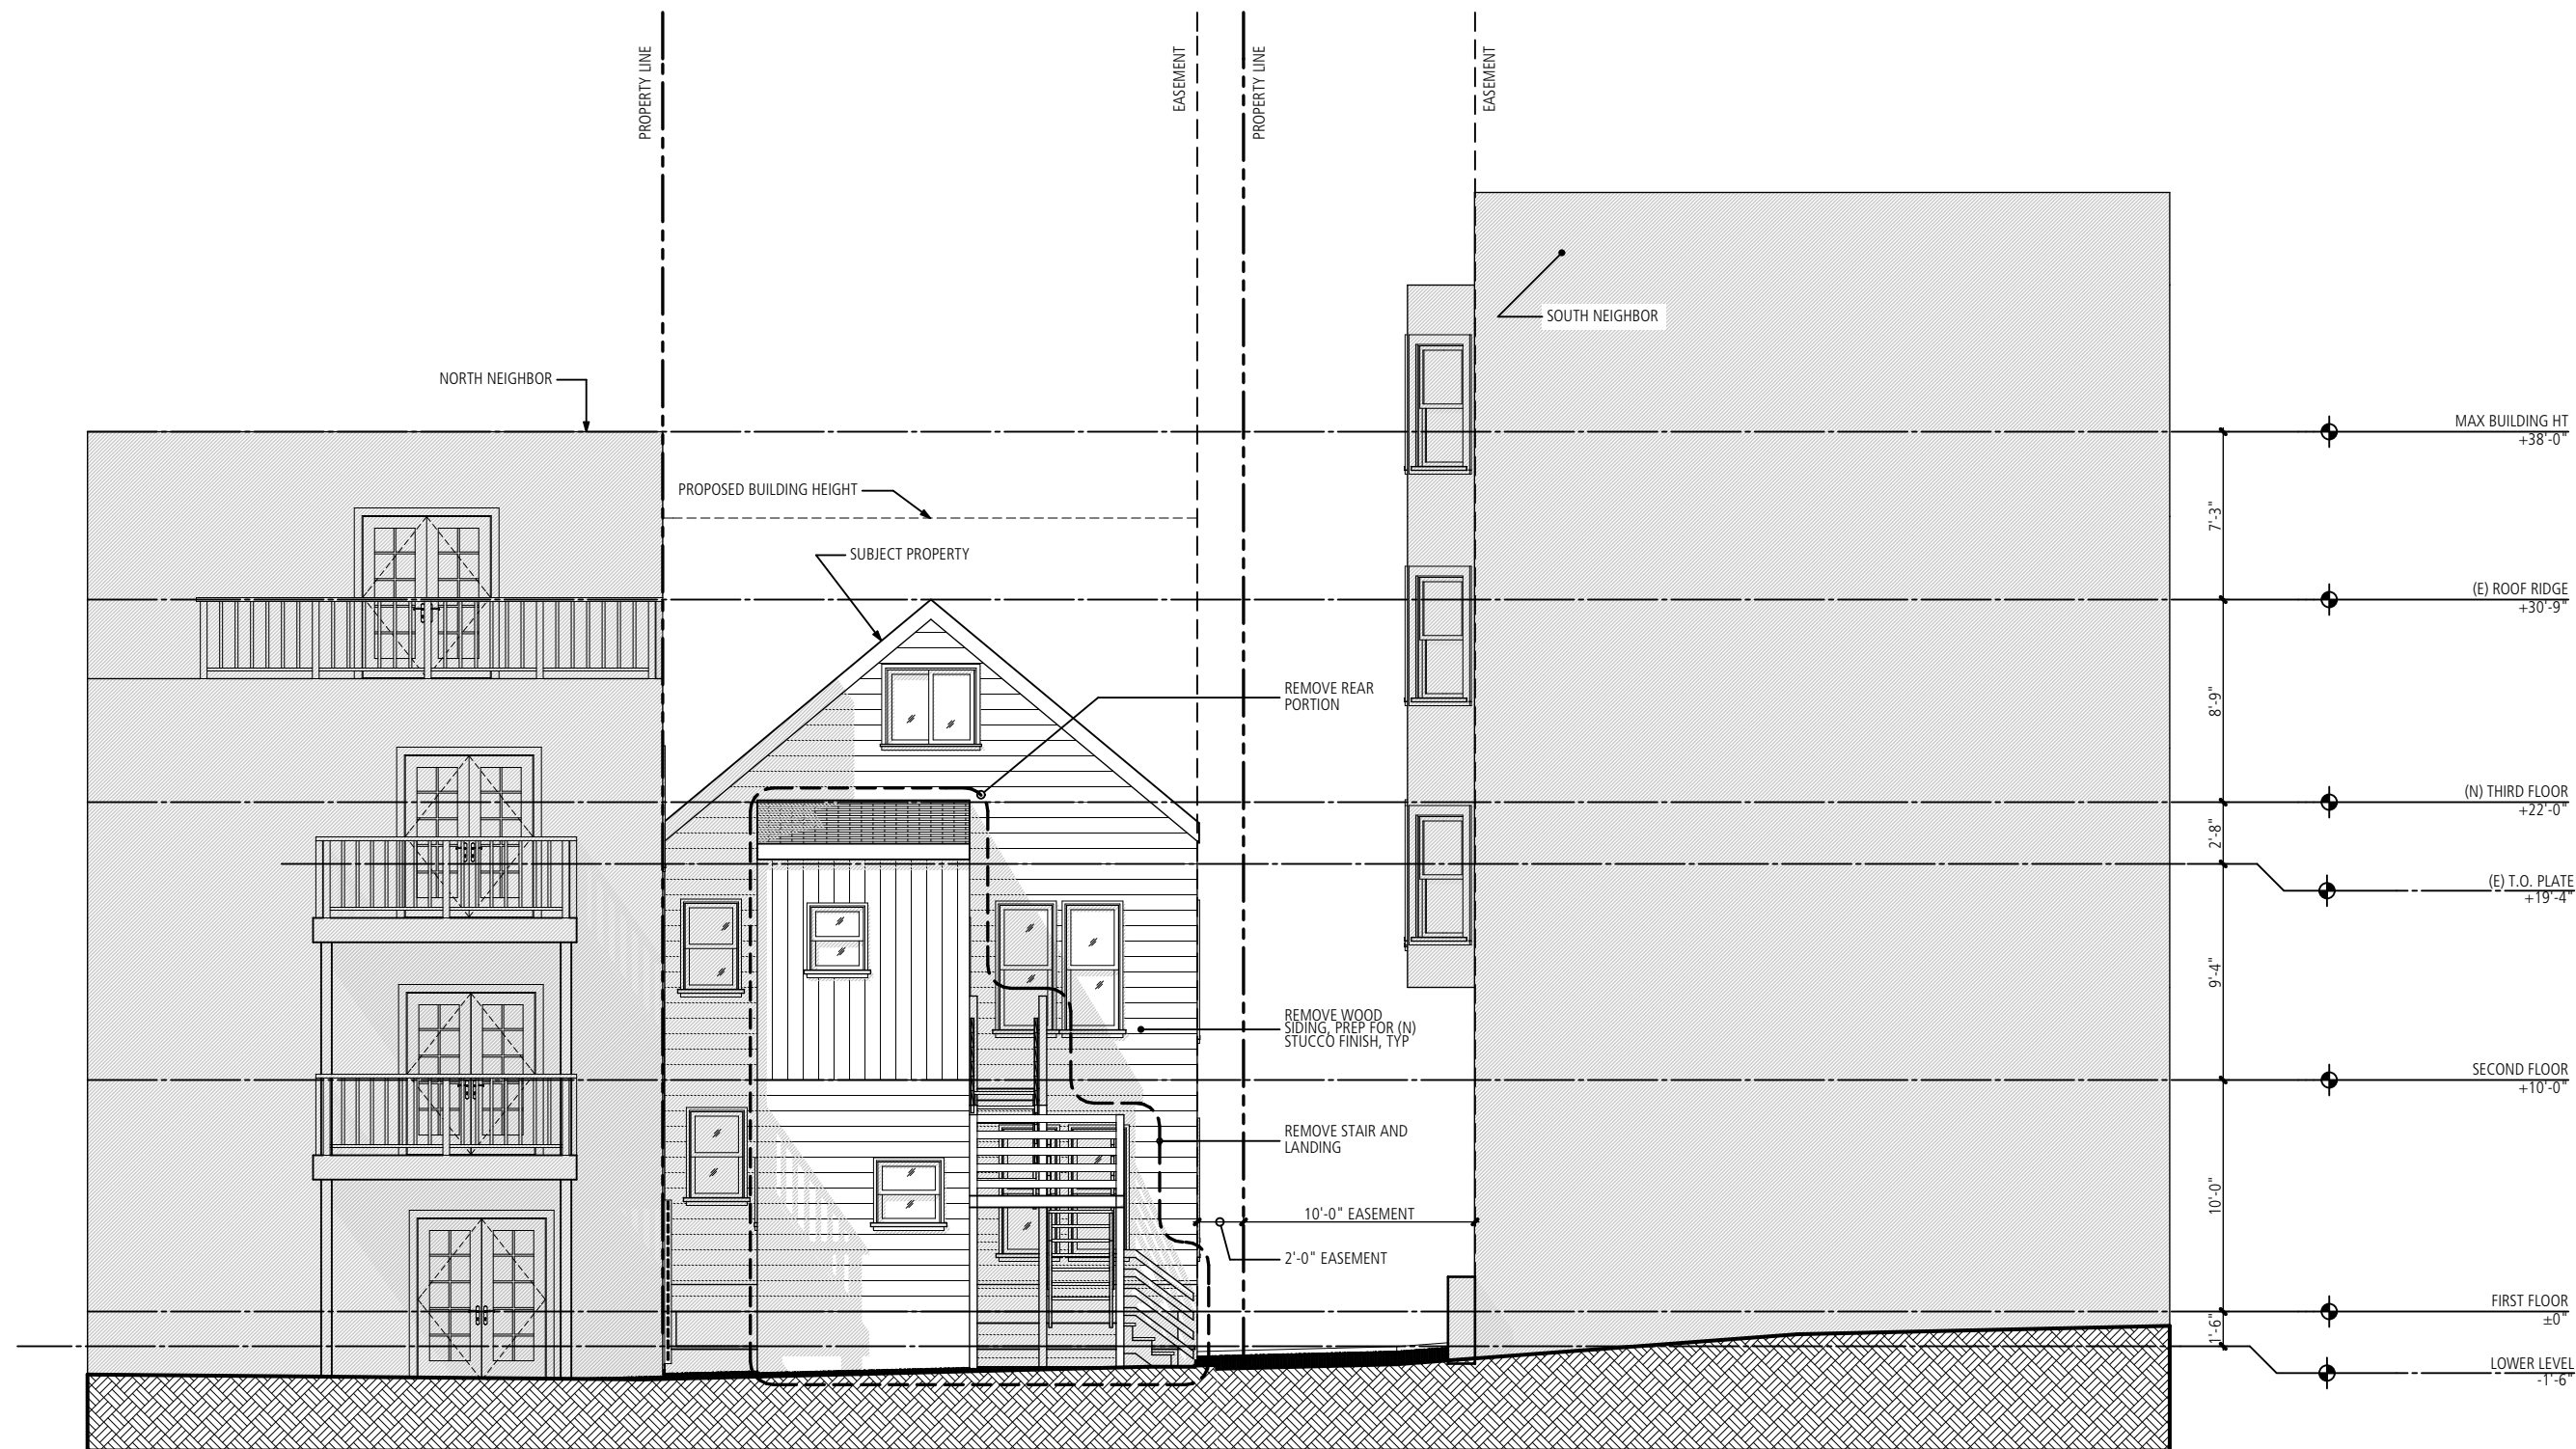 PROPERTY LINE
EASEMENT
PROPERTY LINE
EASEMENT
SOUTH NEIGHBOR
NORTH NEIGHBOR
MAX BUILDING HT
+38'-0"
PROPOSED BUILDING HEIGHT
7'-3"
SUBJECT PROPERTY
(E) ROOF RIDGE
+30'-9"
REMOVE REAR
PORTION
8'-9"
(N) THIRD FLOOR
+22'-0"
2'-8"
(E) T.O. PLATE
+19'-4"
9'-4"
REMOVE WOOD
SIDING, PREP FOR (N)
STUCCO FINISH, TYP
SECOND FLOOR
+10'-0"
REMOVE STAIR AND
LANDING
10'-0"
10'-0" EASEMENT
2'-0" EASEMENT
FIRST FLOOR
±0"
1'-6"
LOWER LEVEL
-1'-6"